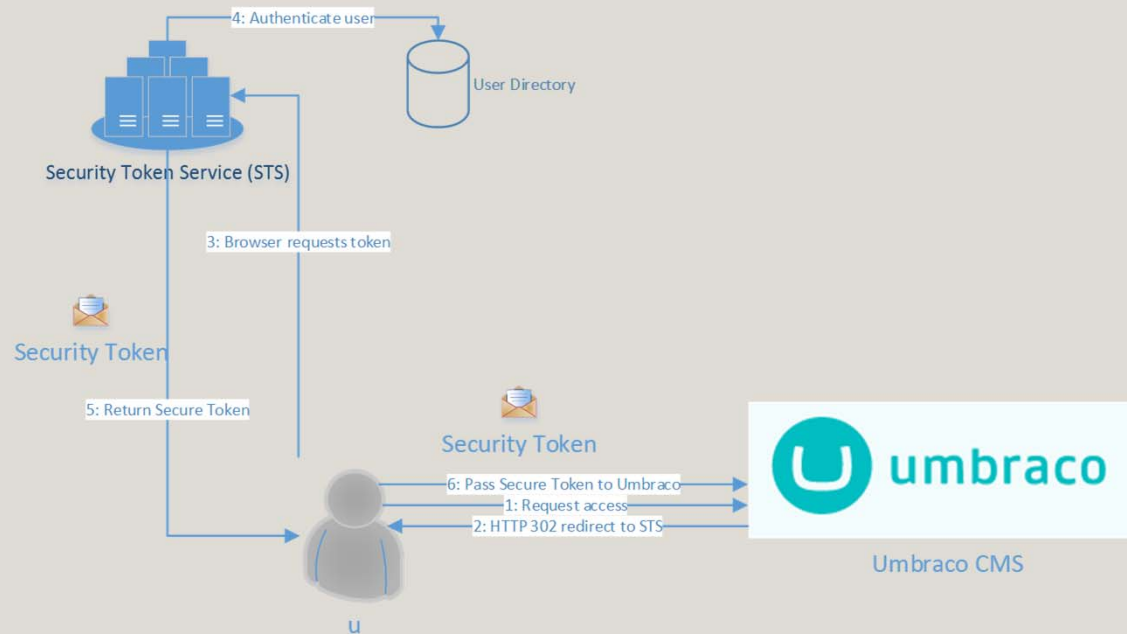 4: Authenticate user
User Directory
Security Token Service (STS)
3: Browser requests token
Security Token
5: Return Secure Token
Security Token
6: Pass Secure Token to Umbraco
1: Request access
2: HTTP 302 redirect to STS
umbraco
Umbraco CMS
u